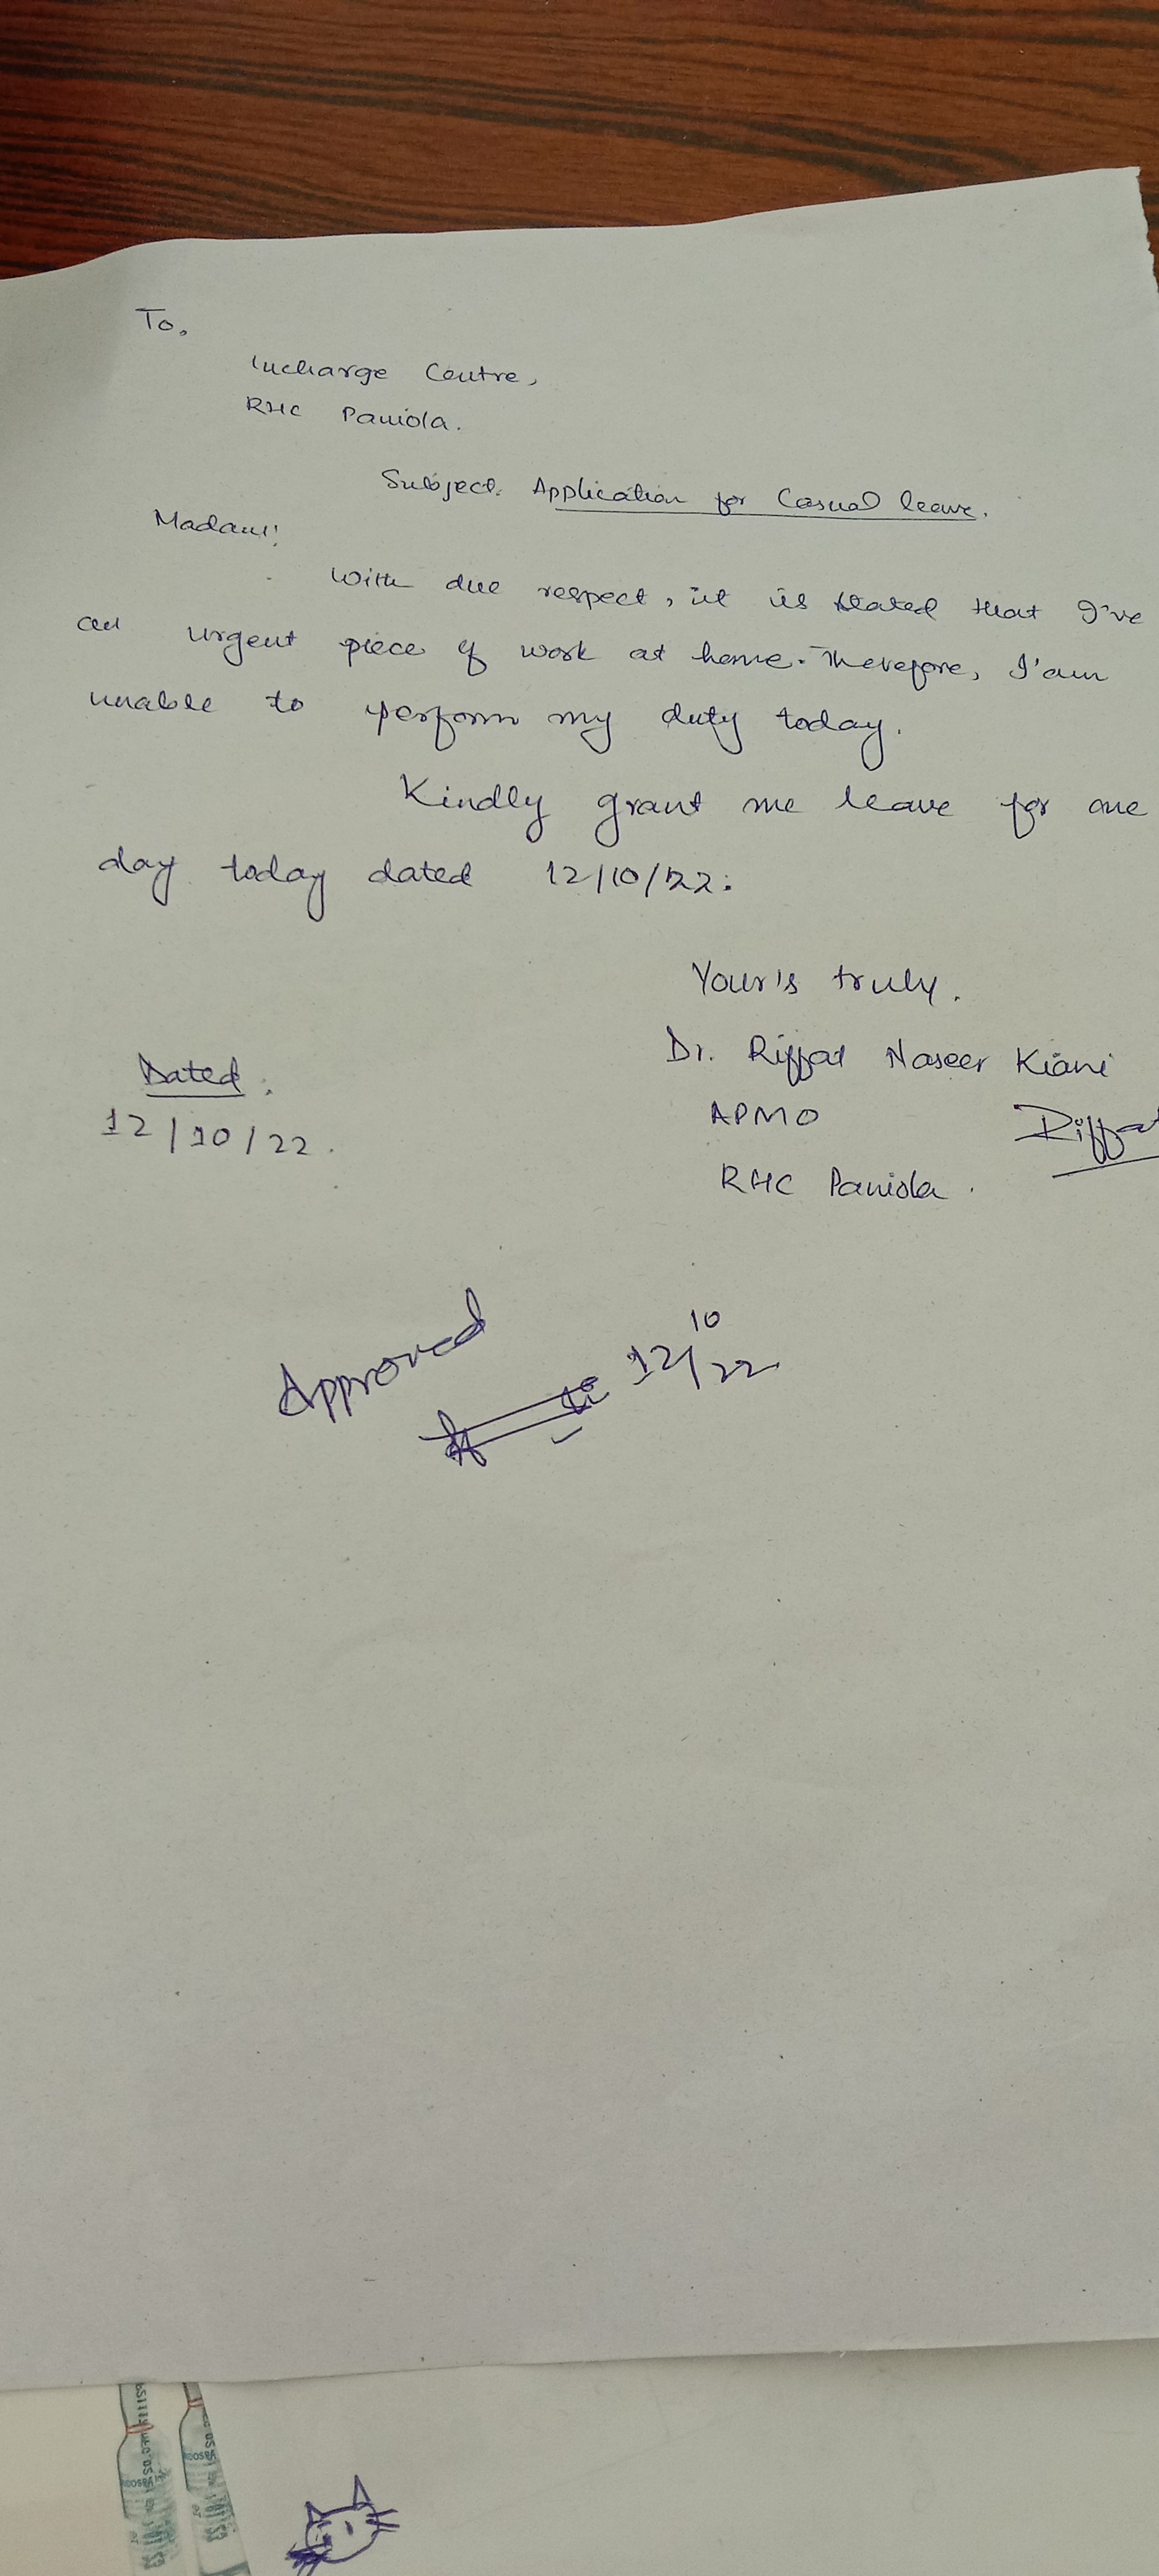 To,
Incharge Centre,
RHC Paniola.
Subject: Application for Casual leave.
Madam!
With due respect, it is stated that I've
an urgent piece of work at home. Therefore, I'am
unable to perform my duty today.
Kindly grant me leave for one
day today dated 12/10/22.
Your's truly.
Dr. Riffat Naseer Kiani
APMO
Riffat
RHC Paniola.
Dated:
12/10/22.
Approved
12/10/22